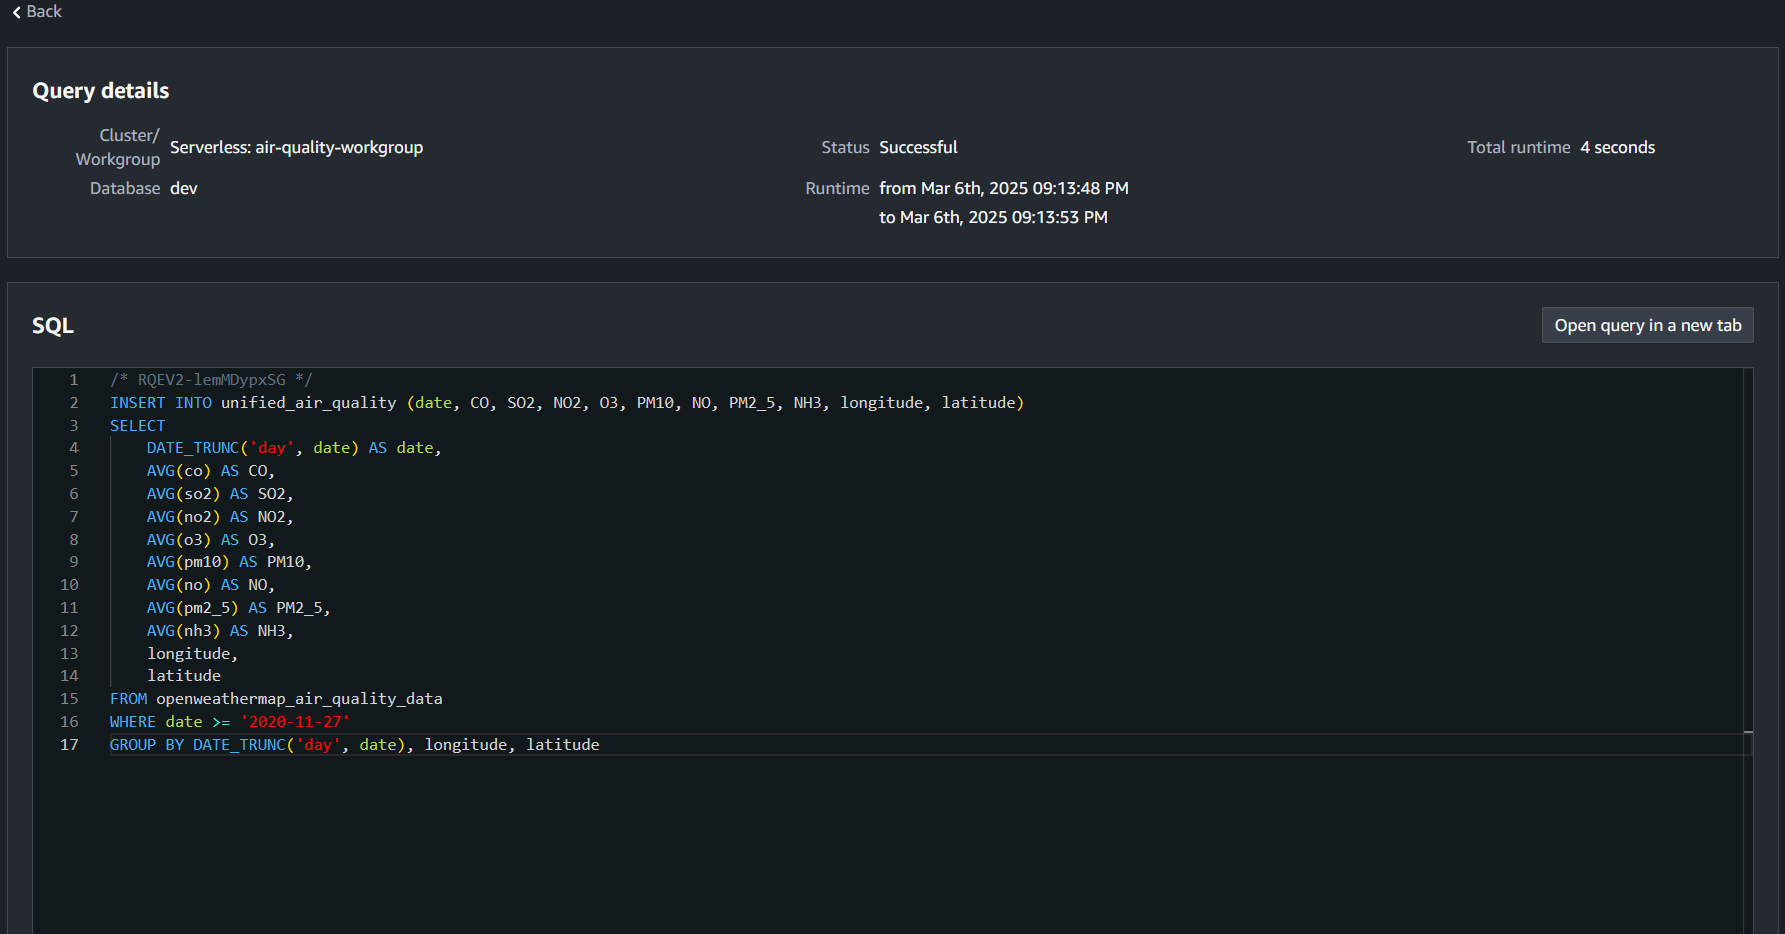 Back
Query details
Cluster/
Workgroup
Serverless: air-quality-workgroup
Database dev
Status Successful
Runtime from Mar 6th, 2025 09:13:48 PM
to Mar 6th, 2025 09:13:53 PM
Total runtime 4 seconds
SQL
Open query in a new tab
1 /* RQEV2-lemMDypxSG */
2 INSERT INTO unified_air_quality (date, CO, SO2, NO2, O3, PM10, NO, PM2_5, NH3, longitude, latitude)
3 SELECT
4 DATE_TRUNC('day', date) AS date,
5 AVG(co) AS CO,
6 AVG(so2) AS SO2,
7 AVG(no2) AS NO2,
8 AVG(o3) AS O3,
9 AVG(pm10) AS PM10,
10 AVG(no) AS NO,
11 AVG(pm2_5) AS PM2_5,
12 AVG(nh3) AS NH3,
13 longitude,
14 latitude
15 FROM openweathermap_air_quality_data
16 WHERE date >= '2020-11-27'
17 GROUP BY DATE_TRUNC('day', date), longitude, latitude